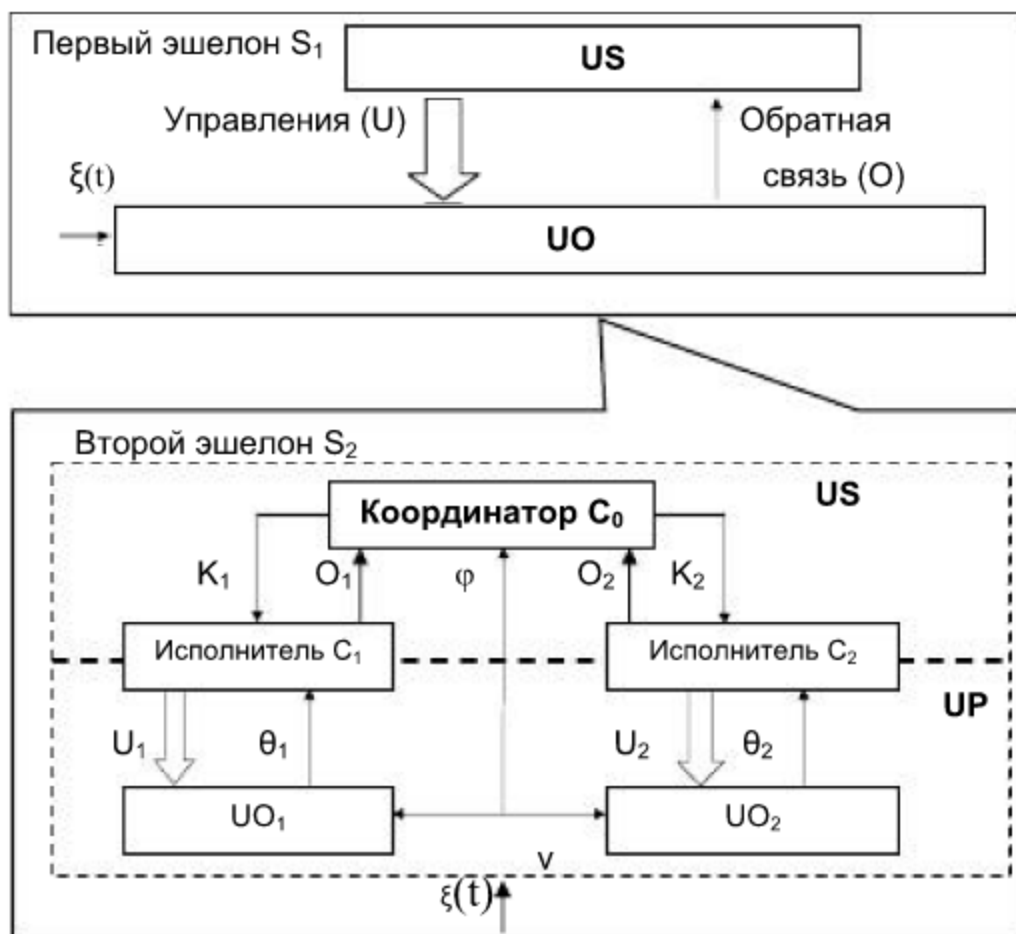 Первый эшелон S₁
US
Управления (U)
Обратная
связь (O)
ξ(t)
UO
Второй эшелон S₂
US
Координатор C₀
K₁
O₁
φ
O₂
K₂
Исполнитель C₁
Исполнитель C₂
UP
U₁
θ₁
U₂
θ₂
UO₁
UO₂
v
ξ(t)